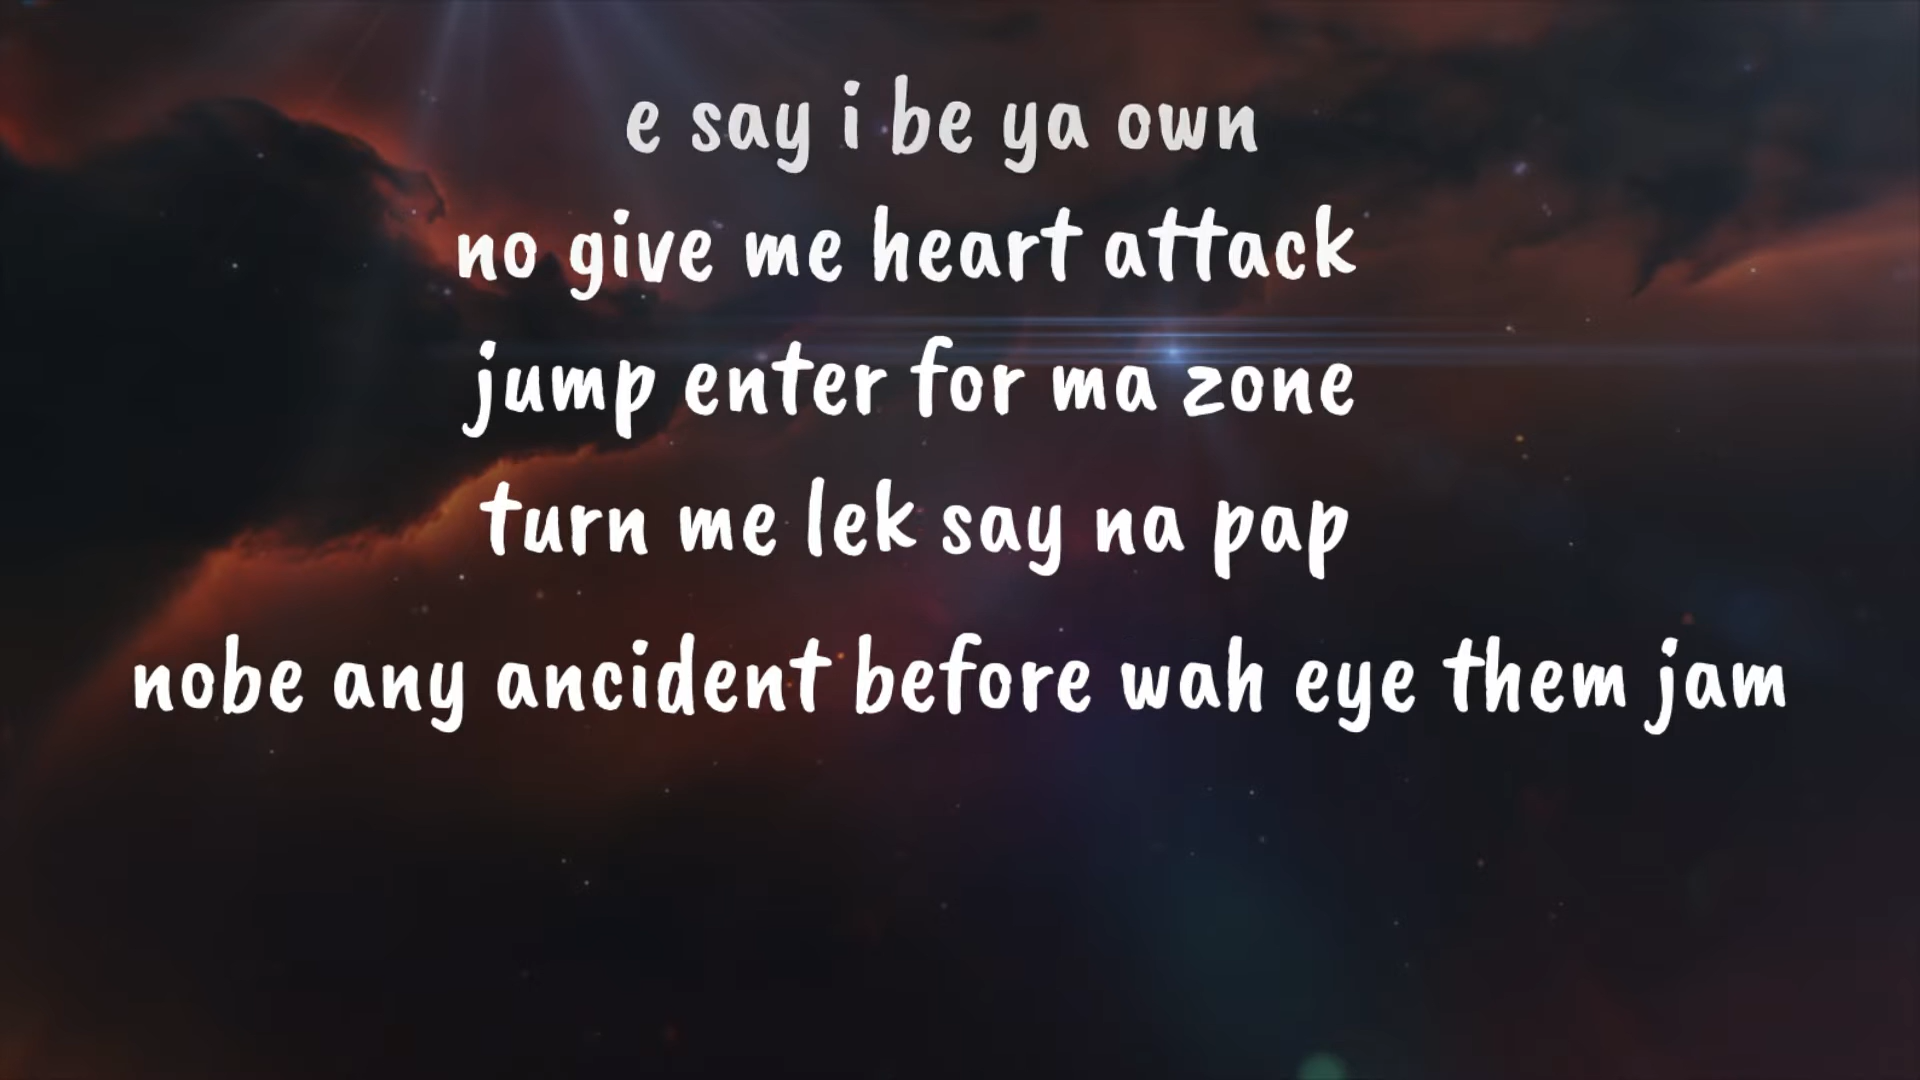 e say i be ya own
no give me heart attack
jump enter for ma zone
turn me lek say na pap
nobe any ancident before wah eye them jam